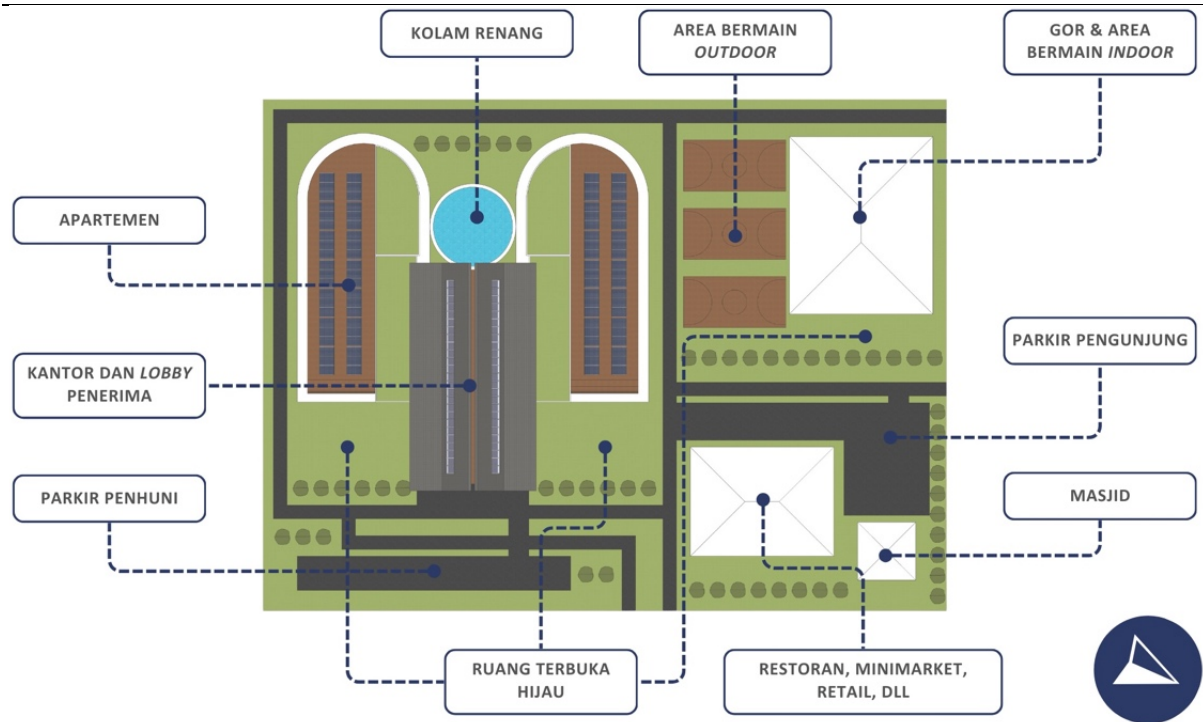 KOLAM RENANG
AREA BERMAIN
OUTDOOR
GOR & AREA
BERMAIN INDOOR
APARTEMEN
KANTOR DAN LOBBY
PENERIMA
PARKIR PENGUNJUNG
PARKIR PENHUNI
MASJID
RUANG TERBUKA
HIJAU
RESTORAN, MINIMARKET,
RETAIL, DLL